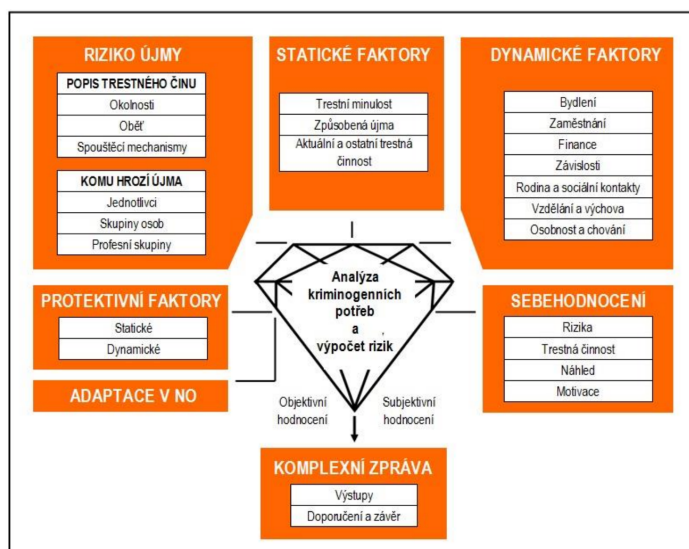 RIZIKO ÚJMY
POPIS TRESTNÉHO ČINU
Okolnosti
Oběť
Spouštěcí mechanismy
KOMU HROZÍ ÚJMA
Jednotlivci
Skupiny osob
Profesní skupiny
STATICKÉ FAKTORY
Trestní minulost
Způsobená újma
Aktuální a ostatní trestná
činnost
DYNAMICKÉ FAKTORY
Bydlení
Zaměstnání
Finance
Závislosti
Rodina a sociální kontakty
Vzdělání a výchova
Osobnost a chování
Analýza
kriminogenních
potřeb
a
výpočet rizik
PROTEKTIVNÍ FAKTORY
Statické
Dynamické
ADAPTACE V NO
SEBEHODNOCENÍ
Rizika
Trestná činnost
Náhled
Motivace
Objektivní
hodnocení
Subjektivní
hodnocení
KOMPLEXNÍ ZPRÁVA
Výstupy
Doporučení a závěr